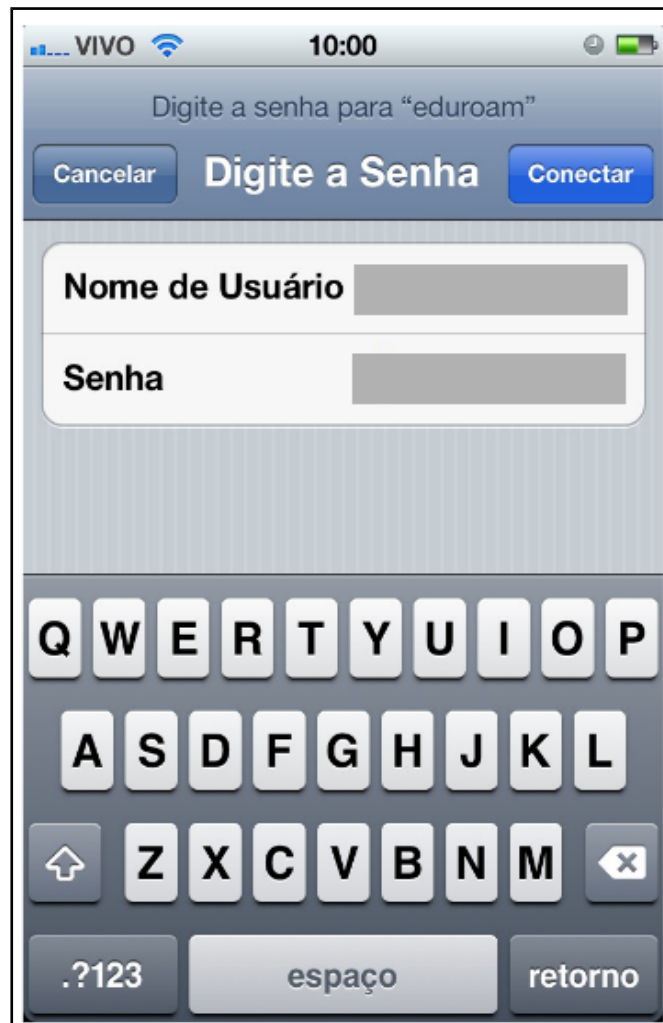 VIVO 10:00
Digite a senha para “eduroam”
Cancelar Digite a Senha Conectar
Nome de Usuário
Senha
Q W E R T Y U I O P
A S D F G H J K L
Z X C V B N M
.?123 espaço retorno